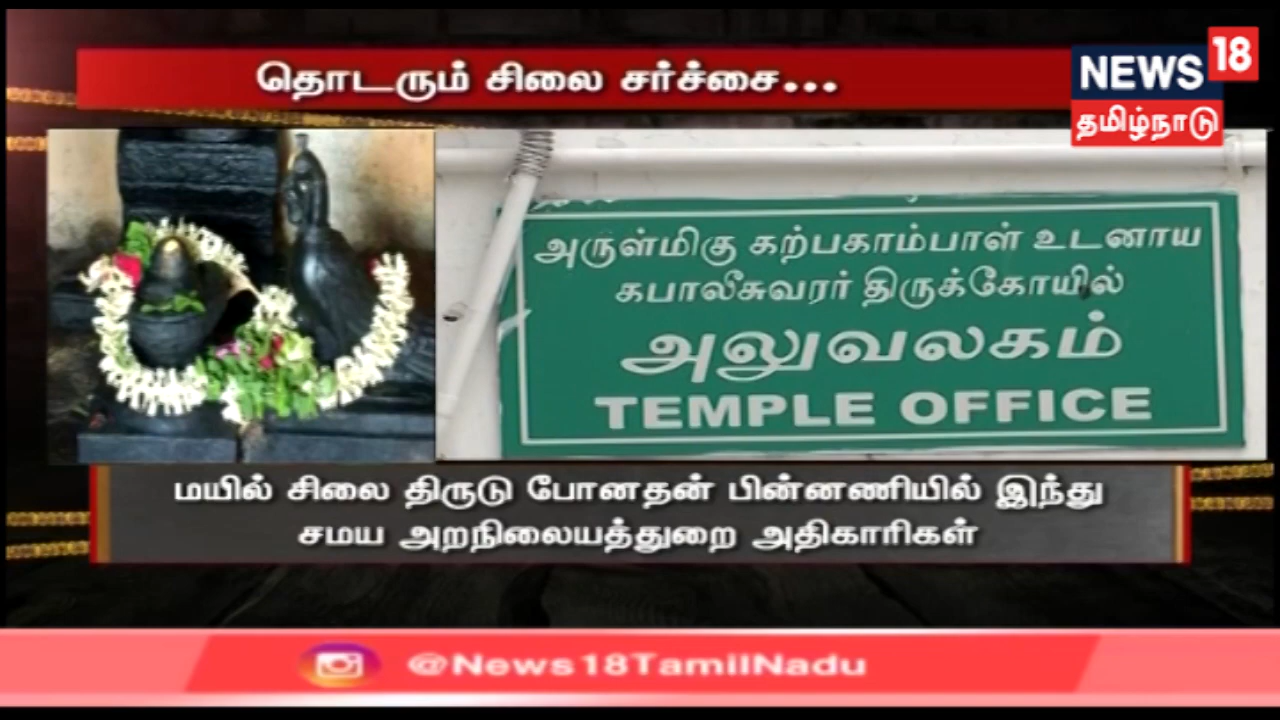 தொடரும் சிலை சர்ச்சை...
NEWS 18
தமிழ்நாடு
அருள்மிகு கற்பகாம்பாள் உடனாய
கபாலீசுவரர் திருக்கோயில்
அலுவலகம்
TEMPLE OFFICE
மயில் சிலை திருடு போனதன் பின்னணியில் இந்து
சமய அறநிலையத்துறை அதிகாரிகள்
@News18TamilNadu